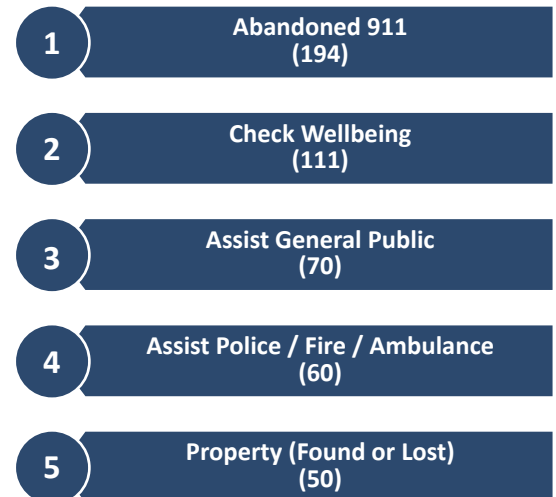 1
Abandoned 911
(194)
2
Check Wellbeing
(111)
3
Assist General Public
(70)
4
Assist Police / Fire / Ambulance
(60)
5
Property (Found or Lost)
(50)